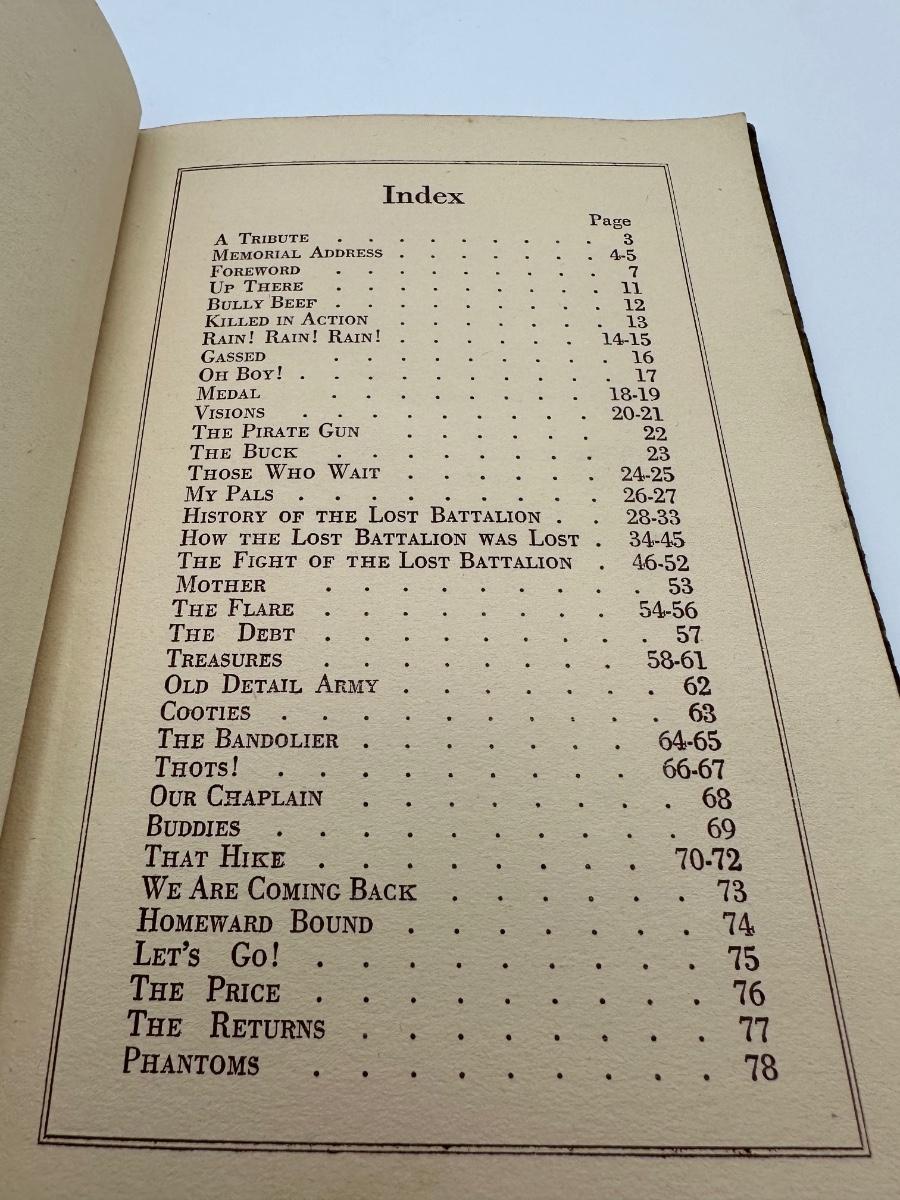 Index
Page
A Tribute . . . . . . . . . 3
Memorial Address . . . . . . . 4-5
Foreword . . . . . . . . . 7
Up There . . . . . . . . . 11
Bully Beef . . . . . . . . . 12
Killed in Action . . . . . . . 13
Rain! Rain! Rain! . . . . . . 14-15
Gassed . . . . . . . . . 16
Oh Boy! . . . . . . . . . . 17
Medal . . . . . . . . 18-19
Visions . . . . . . . . . 20-21
The Pirate Gun . . . . . . 22
The Buck . . . . . . . . 23
Those Who Wait . . . . . . 24-25
My Pals . . . . . . . . . 26-27
History of the Lost Battalion . . 28-33
How the Lost Battalion was Lost . 34-45
The Fight of the Lost Battalion . 46-52
Mother . . . . . . . . . 53
The Flare . . . . . . . . 54-56
The Debt . . . . . . . . . 57
Treasures . . . . . . . . 58-61
Old Detail Army . . . . . . . 62
Cooties . . . . . . . . . . 63
The Bandolier . . . . . . . 64-65
Thots! . . . . . . . . . 66-67
Our Chaplain . . . . . . . . 68
Buddies . . . . . . . . . . 69
That Hike . . . . . . . . 70-72
We Are Coming Back . . . . . . 73
Homeward Bound . . . . . . . 74
Let's Go! . . . . . . . . . 75
The Price . . . . . . . . . 76
The Returns . . . . . . . . 77
Phantoms . . . . . . . . . 78